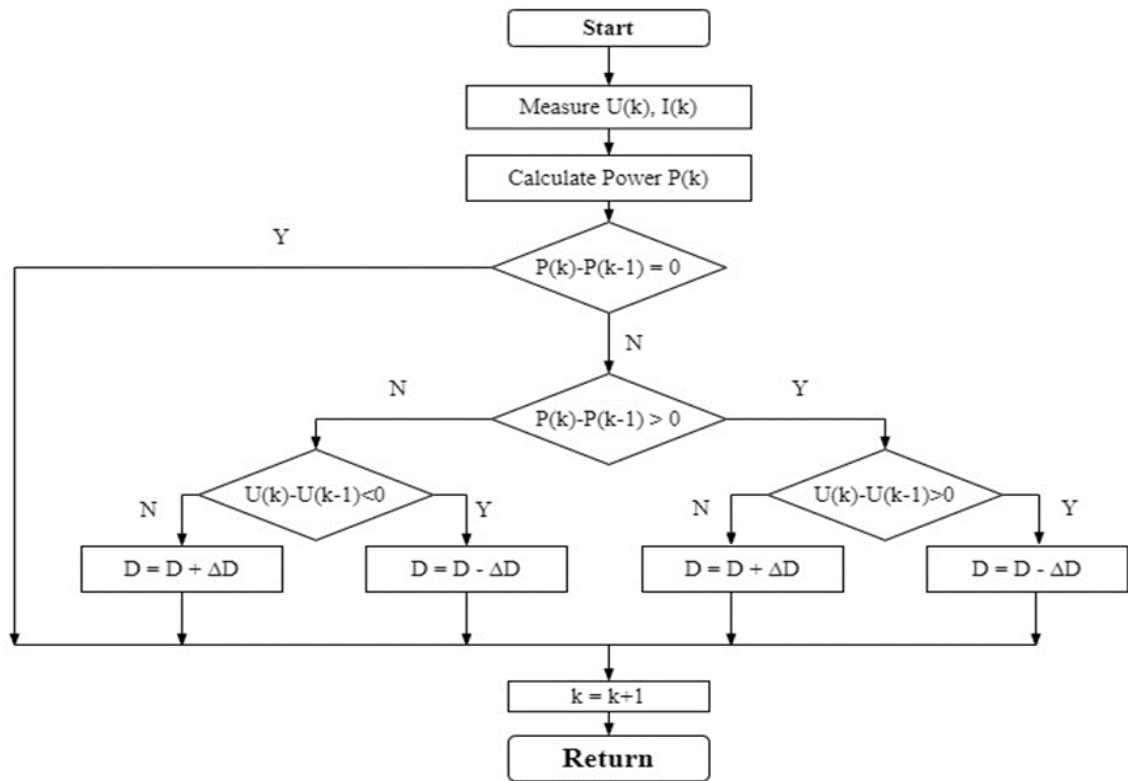 Start
Measure U(k), I(k)
Calculate Power P(k)
Y
P(k)-P(k-1) = 0
N
N
P(k)-P(k-1) > 0
Y
U(k)-U(k-1)<0
U(k)-U(k-1)>0
N
Y
N
Y
D = D + ΔD
D = D - ΔD
D = D + ΔD
D = D - ΔD
k = k+1
Return